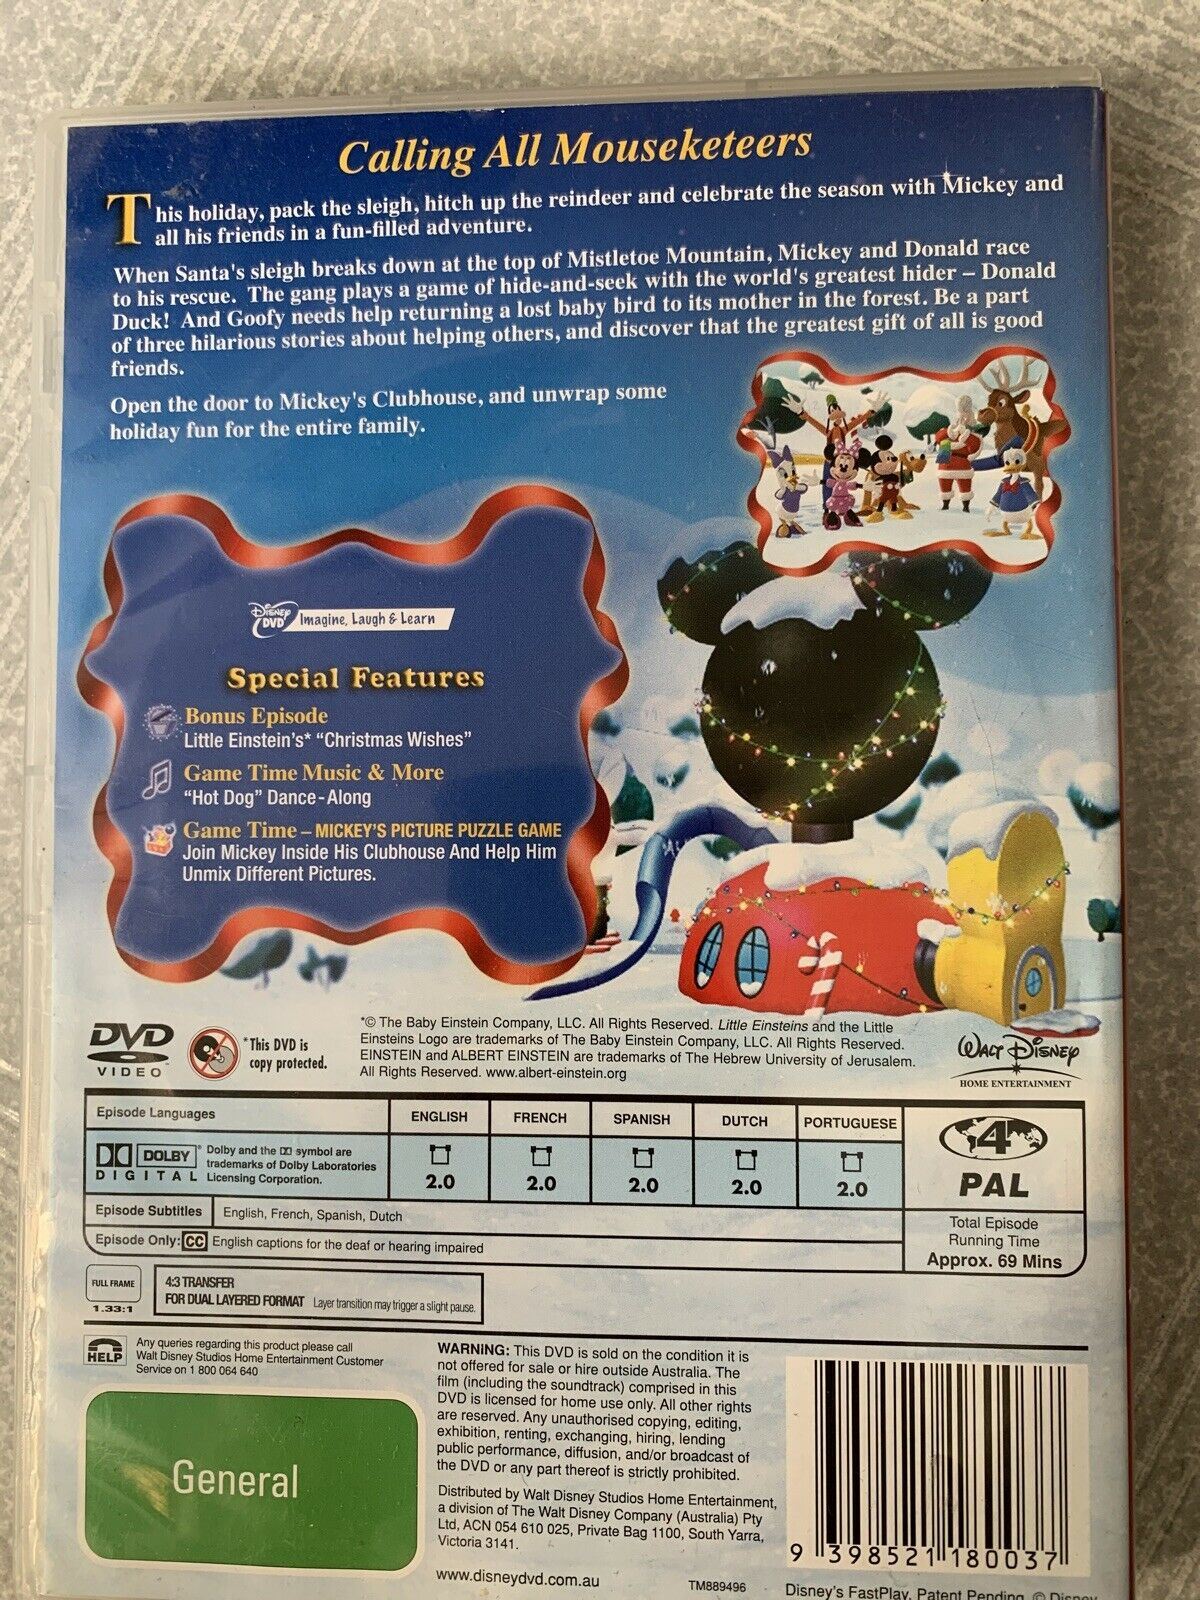 Calling All Mouseketeers
This holiday, pack the sleigh, hitch up the reindeer and celebrate the season with Mickey and
all his friends in a fun-filled adventure.
When Santa's sleigh breaks down at the top of Mistletoe Mountain, Mickey and Donald race
to his rescue. The gang plays a game of hide-and-seek with the world's greatest hider – Donald
Duck! And Goofy needs help returning a lost baby bird to its mother in the forest. Be a part
of three hilarious stories about helping others, and discover that the greatest gift of all is good
friends.
Open the door to Mickey's Clubhouse, and unwrap some
holiday fun for the entire family.
Disney DVD Imagine, Laugh & Learn
Special Features
Bonus Episode
Little Einstein's* “Christmas Wishes”
Game Time Music & More
“Hot Dog” Dance-Along
Game Time – MICKEY'S PICTURE PUZZLE GAME
Join Mickey Inside His Clubhouse And Help Him
Unmix Different Pictures.
DVD
VIDEO
*This DVD is
copy protected.
*© The Baby Einstein Company, LLC. All Rights Reserved. Little Einsteins and the Little
Einsteins Logo are trademarks of The Baby Einstein Company, LLC. All Rights Reserved.
EINSTEIN and ALBERT EINSTEIN are trademarks of The Hebrew University of Jerusalem.
All Rights Reserved. www.albert-einstein.org
WALT DISNEY
HOME ENTERTAINMENT
Episode Languages ENGLISH FRENCH SPANISH DUTCH PORTUGUESE
DOLBY
DIGITAL
Dolby and the DD symbol are
trademarks of Dolby Laboratories
Licensing Corporation.
2.0 2.0 2.0 2.0 2.0
4
PAL
Episode Subtitles English, French, Spanish, Dutch
Episode Only: CC English captions for the deaf or hearing impaired
Total Episode
Running Time
Approx. 69 Mins
FULL FRAME
1.33:1
4:3 TRANSFER
FOR DUAL LAYERED FORMAT Layer transition may trigger a slight pause.
HELP
Any queries regarding this product please call
Walt Disney Studios Home Entertainment Customer
Service on 1 800 064 640
General
WARNING: This DVD is sold on the condition it is
not offered for sale or hire outside Australia. The
film (including the soundtrack) comprised in this
DVD is licensed for home use only. All other rights
are reserved. Any unauthorised copying, editing,
exhibition, renting, exchanging, hiring, lending
public performance, diffusion, and/or broadcast of
the DVD or any part thereof is strictly prohibited.
Distributed by Walt Disney Studios Home Entertainment,
a division of The Walt Disney Company (Australia) Pty
Ltd, ACN 054 610 025, Private Bag 1100, South Yarra,
Victoria 3141.
www.disneydvd.com.au
TM889496
9 398521 180037
Disney's FastPlay, Patent Pending. © Disney